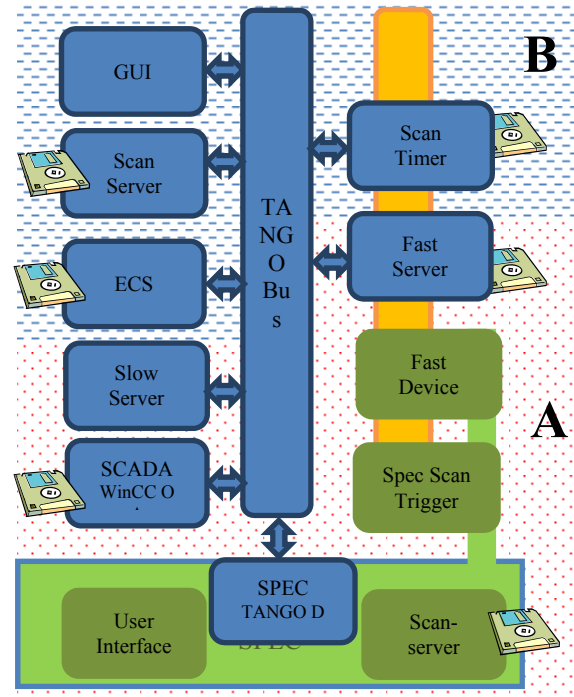 GUI
B
Scan
Server
Scan
Timer
TA
NG
O
Bu
s
Fast
Server
ECS
Slow
Server
Fast
Device
A
SCADA
WinCC O
Spec Scan
Trigger
SPEC
TANGO D
User
Interface
SPEC
Scan-
server